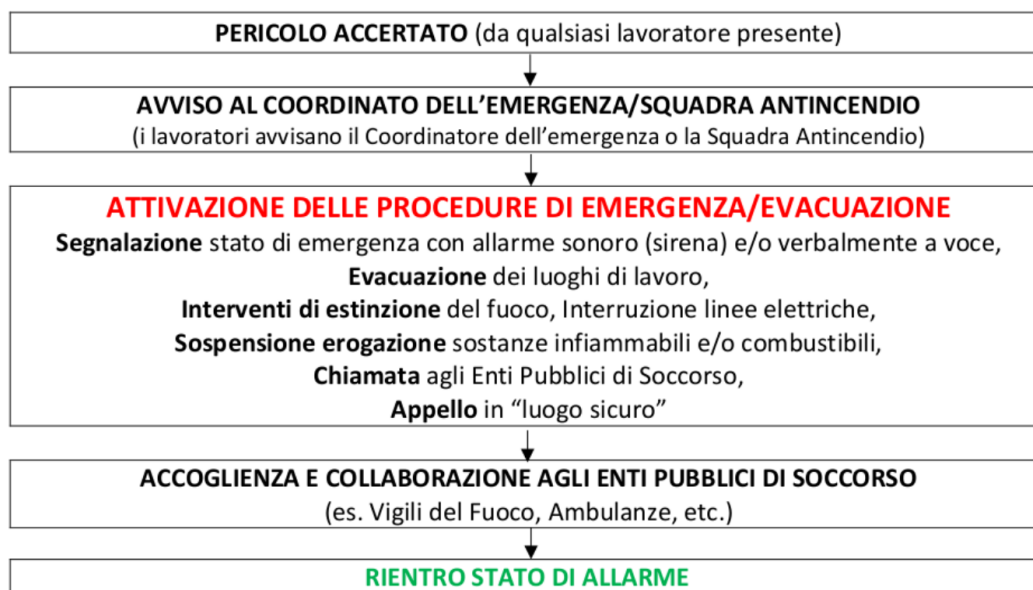 PERICOLO ACCERTATO (da qualsiasi lavoratore presente)
AVVISO AL COORDINATO DELL’EMERGENZA/SQUADRA ANTINCENDIO
(i lavoratori avvisano il Coordinatore dell’emergenza o la Squadra Antincendio)
ATTIVAZIONE DELLE PROCEDURE DI EMERGENZA/EVACUAZIONE
Segnalazione stato di emergenza con allarme sonoro (sirena) e/o verbalmente a voce,
Evacuazione dei luoghi di lavoro,
Interventi di estinzione del fuoco, Interruzione linee elettriche,
Sospensione erogazione sostanze infiammabili e/o combustibili,
Chiamata agli Enti Pubblici di Soccorso,
Appello in “luogo sicuro”
ACCOGLIENZA E COLLABORAZIONE AGLI ENTI PUBBLICI DI SOCCORSO
(es. Vigili del Fuoco, Ambulanze, etc.)
RIENTRO STATO DI ALLARME